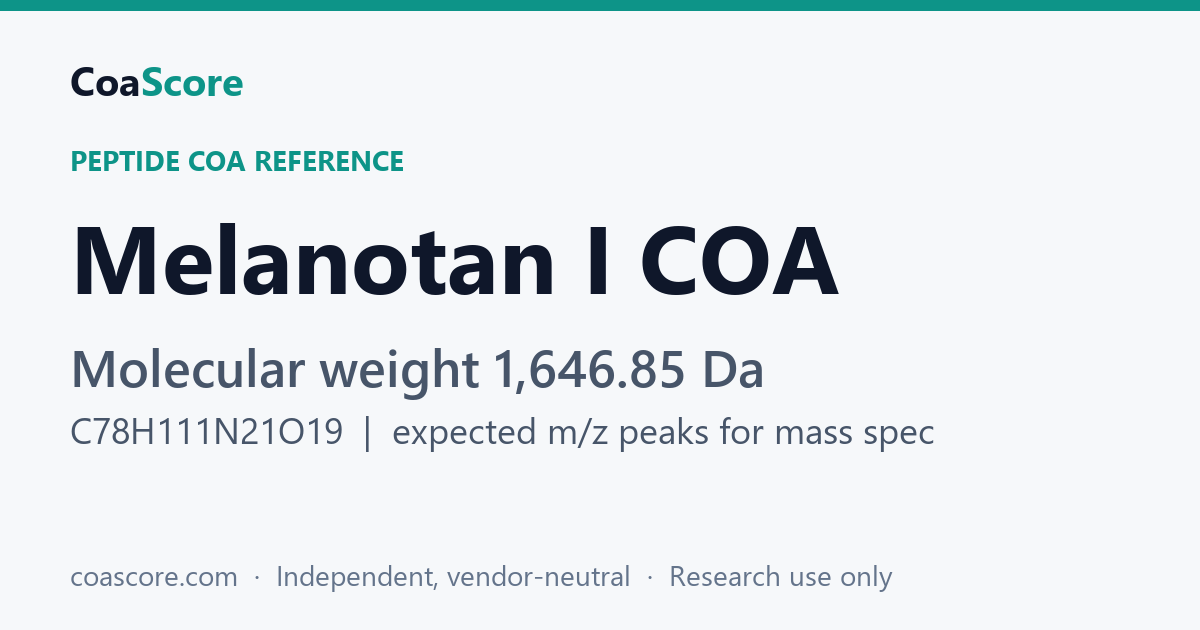 CoaScore
PEPTIDE COA REFERENCE
Melanotan I COA
Molecular weight 1,646.85 Da
C78H111N21O19 | expected m/z peaks for mass spec
coascore.com · Independent, vendor-neutral · Research use only